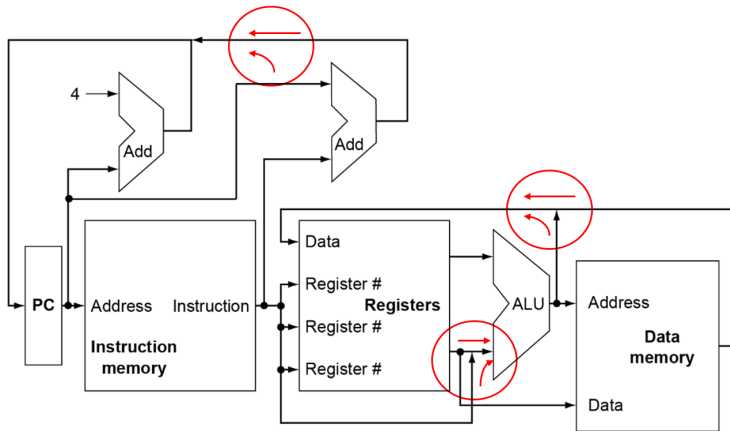 4
Add
Add
Data
PC
Address
Instruction
Register #
Registers
Register #
Register #
Instruction
memory
ALU
Address
Data
memory
Data